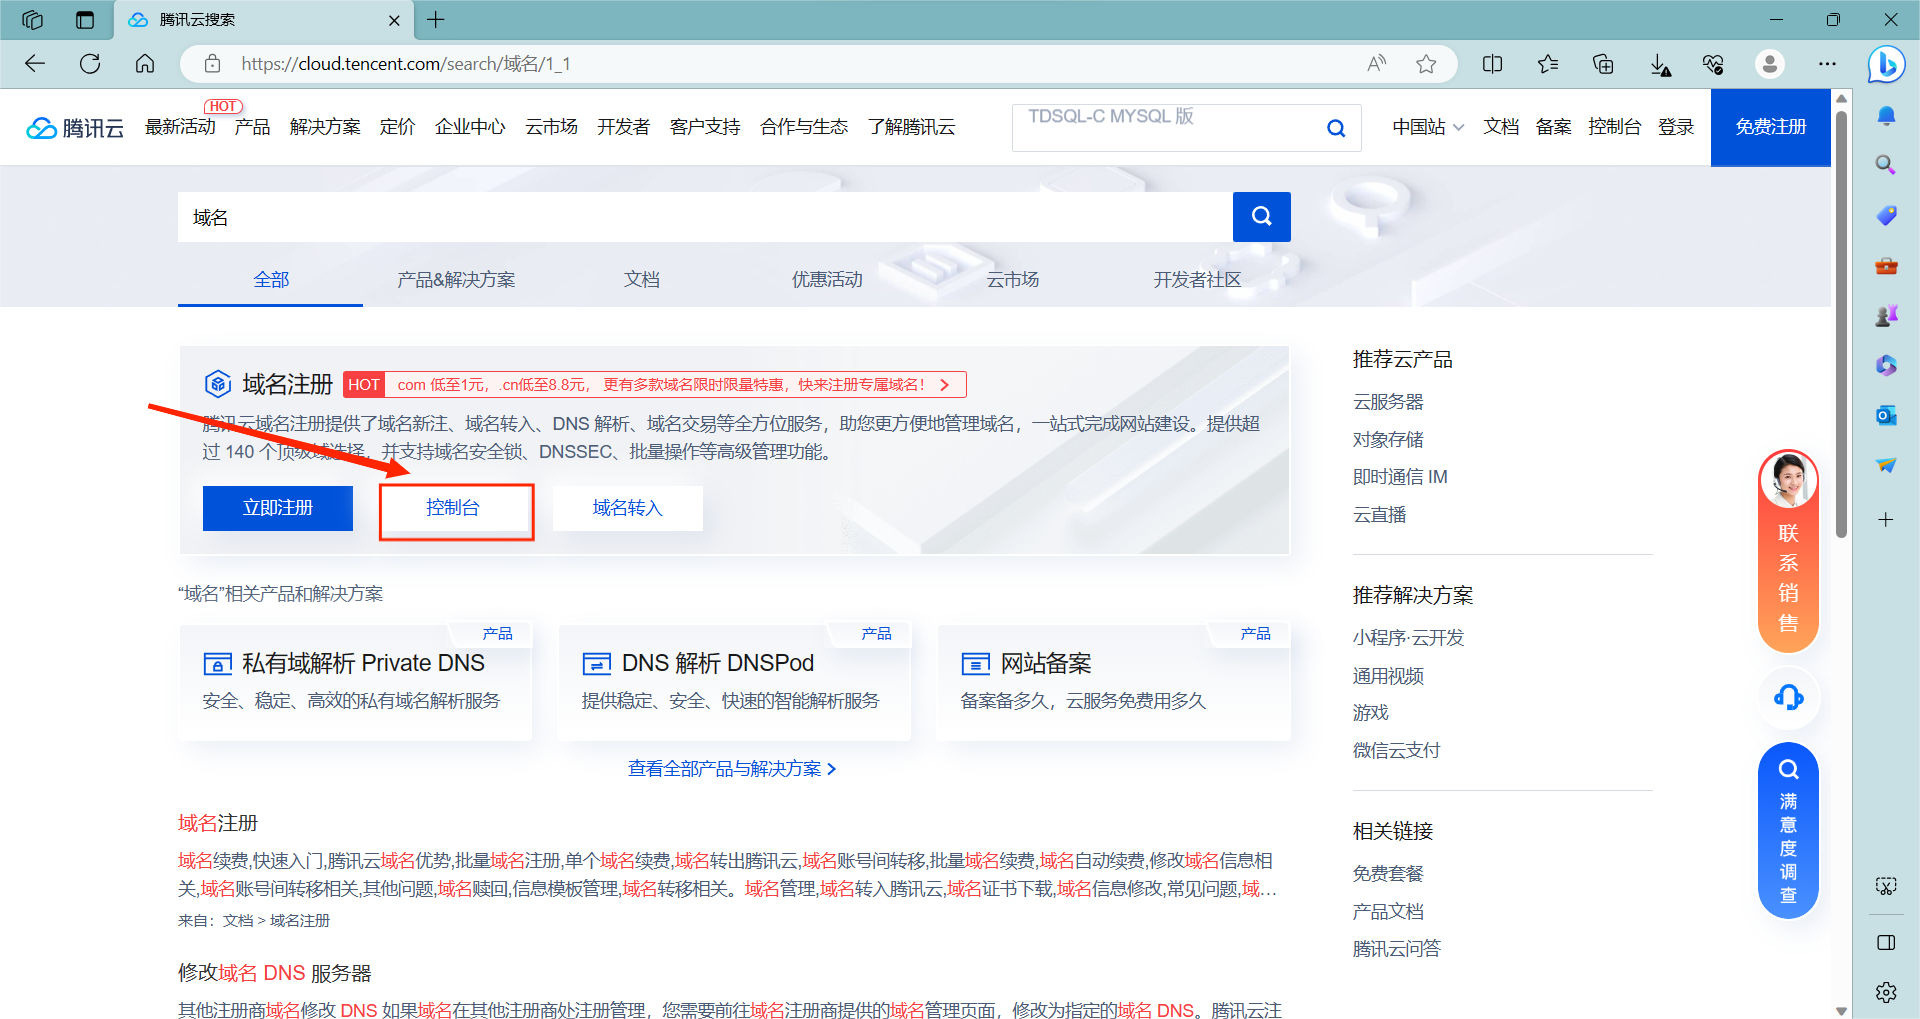 腾讯云搜索
https://cloud.tencent.com/search/域名/1_1
腾讯云
最新活动
HOT
产品
解决方案
定价
企业中心
云市场
开发者
客户支持
合作与生态
了解腾讯云
TDSQL-C MYSQL 版
中国站
文档
备案
控制台
登录
免费注册
域名
全部
产品&解决方案
文档
优惠活动
云市场
开发者社区
域名注册
HOT com 低至1元，.cn低至8.8元， 更有多款域名限时限量特惠，快来注册专属域名！
腾讯云域名注册提供了域名新注、域名转入、DNS 解析、域名交易等全方位服务，助您更方便地管理域名，一站式完成网站建设。提供超
过 140 个顶级域选择，并支持域名安全锁、DNSSEC、批量操作等高级管理功能。
立即注册
控制台
域名转入
“域名”相关产品和解决方案
产品
私有域解析 Private DNS
安全、稳定、高效的私有域名解析服务
产品
DNS 解析 DNSPod
提供稳定、安全、快速的智能解析服务
产品
网站备案
备案备多久，云服务免费用多久
查看全部产品与解决方案
域名注册
域名续费,快速入门,腾讯云域名优势,批量域名注册,单个域名续费,域名转出腾讯云,域名账号间转移,批量域名续费,域名自动续费,修改域名信息相
关,域名账号间转移相关,其他问题,域名赎回,信息模板管理,域名转移相关。域名管理,域名转入腾讯云,域名证书下载,域名信息修改,常见问题,域…
来自：文档 > 域名注册
修改域名 DNS 服务器
其他注册商域名修改 DNS 如果域名在其他注册商处注册管理，您需要前往域名注册商提供的域名管理页面，修改为指定的域名 DNS。腾讯云注
推荐云产品
云服务器
对象存储
即时通信 IM
云直播
推荐解决方案
小程序·云开发
通用视频
游戏
微信云支付
相关链接
免费套餐
产品文档
腾讯云问答
联系销售
满意度调查